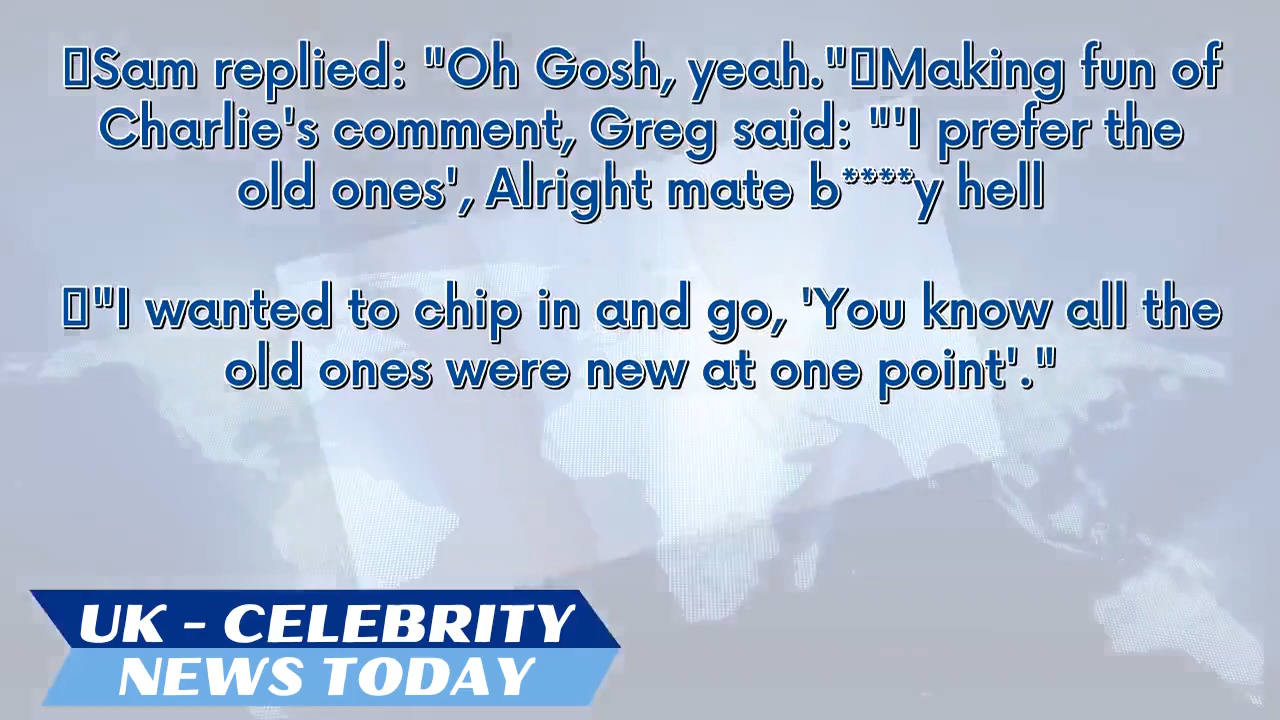 ▯Sam replied: "Oh Gosh, yeah."▯Making fun of
Charlie's comment, Greg said: "'I prefer the
old ones', Alright mate b****y hell
▯"I wanted to chip in and go, 'You know all the
old ones were new at one point'."
UK - CELEBRITY
NEWS TODAY